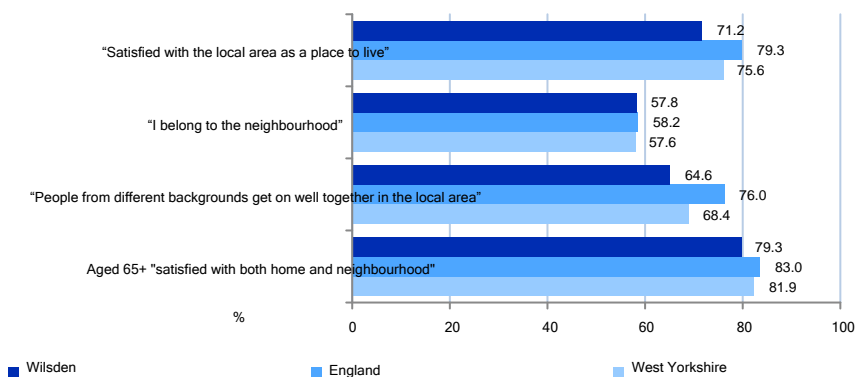 71.2
“Satisfied with the local area as a place to live” 79.3
75.6
57.8
“I belong to the neighbourhood” 58.2
57.6
64.6
“People from different backgrounds get on well together in the local area” 76.0
68.4
79.3
Aged 65+ "satisfied with both home and neighbourhood" 83.0
81.9
% 0 20 40 60 80 100
Wilsden England West Yorkshire